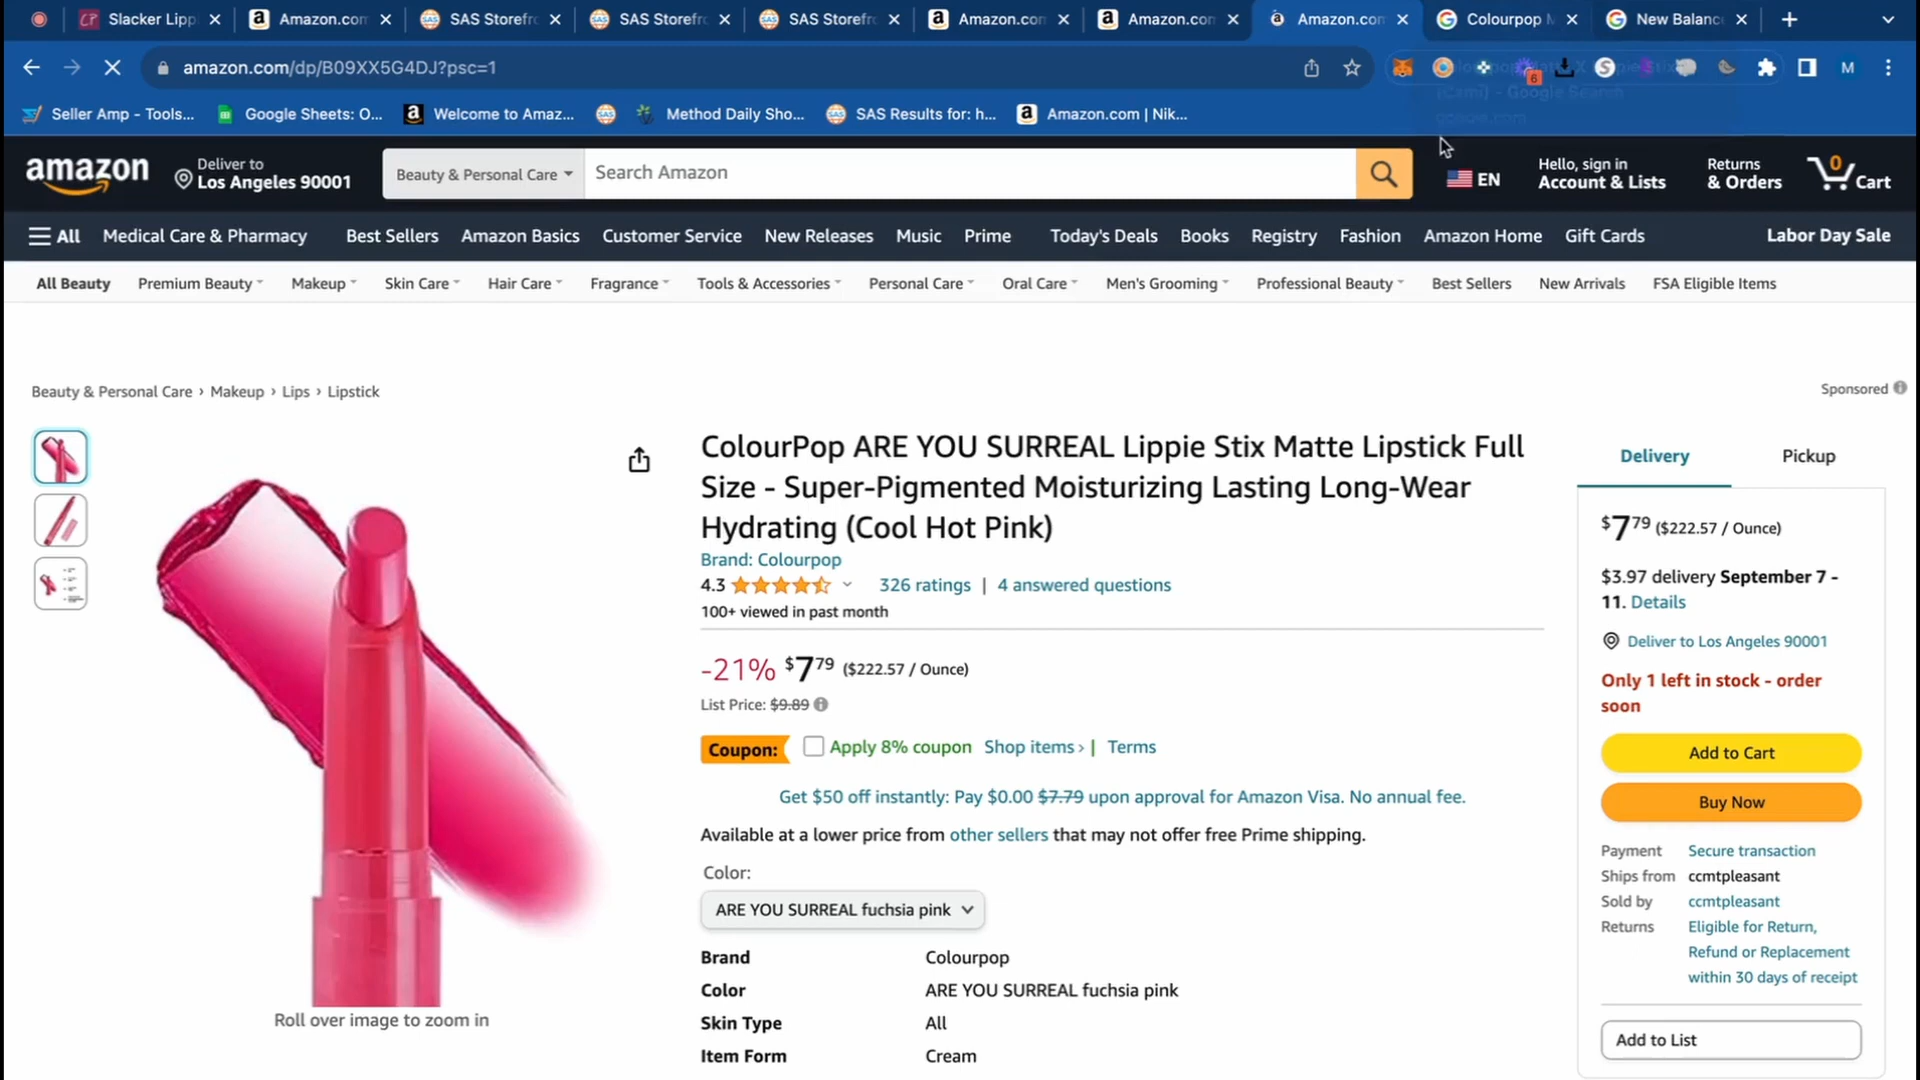 Slacker Lipp
Amazon.com
SAS Storefr
SAS Storefr
SAS Storefr
Amazon.com
Amazon.com
Amazon.com
Colourpop M
New Balanc
amazon.com/dp/B09XX5G4DJ?psc=1
6
M
Seller Amp - Tools...
Google Sheets: O...
Welcome to Amaz...
Method Daily Sho...
SAS Results for: h...
Amazon.com | Nik...
amazon
Deliver to
Los Angeles 90001
Beauty & Personal Care
Search Amazon
EN
Hello, sign in
Account & Lists
Returns
& Orders
0
Cart
All
Medical Care & Pharmacy
Best Sellers
Amazon Basics
Customer Service
New Releases
Music
Prime
Today's Deals
Books
Registry
Fashion
Amazon Home
Gift Cards
Labor Day Sale
All Beauty
Premium Beauty
Makeup
Skin Care
Hair Care
Fragrance
Tools & Accessories
Personal Care
Oral Care
Men's Grooming
Professional Beauty
Best Sellers
New Arrivals
FSA Eligible Items
Beauty & Personal Care › Makeup › Lips › Lipstick
Sponsored
Roll over image to zoom in
ColourPop ARE YOU SURREAL Lippie Stix Matte Lipstick Full
Size - Super-Pigmented Moisturizing Lasting Long-Wear
Hydrating (Cool Hot Pink)
Brand: Colourpop
4.3
326 ratings | 4 answered questions
100+ viewed in past month
-21% $7.79 ($222.57 / Ounce)
List Price: $9.89
Coupon: Apply 8% coupon Shop items › | Terms
Get $50 off instantly: Pay $0.00 $7.79 upon approval for Amazon Visa. No annual fee.
Available at a lower price from other sellers that may not offer free Prime shipping.
Color:
ARE YOU SURREAL fuchsia pink
Brand Colourpop
Color ARE YOU SURREAL fuchsia pink
Skin Type All
Item Form Cream
Delivery
Pickup
$7.79 ($222.57 / Ounce)
$3.97 delivery September 7 -
11. Details
Deliver to Los Angeles 90001
Only 1 left in stock - order
soon
Add to Cart
Buy Now
Payment Secure transaction
Ships from ccmtpleasant
Sold by ccmtpleasant
Returns Eligible for Return,
Refund or Replacement
within 30 days of receipt
Add to List